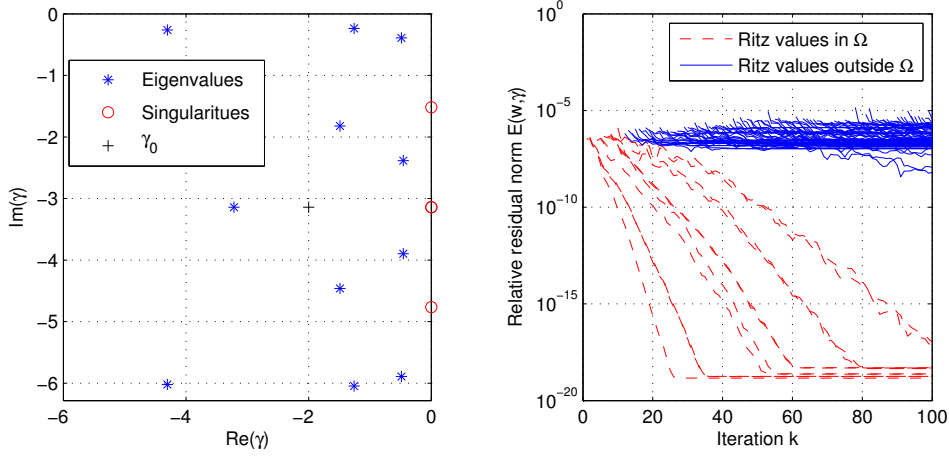 0
−1
−2
−3
−4
−5
−6
−6
−4
−2
0
Im(γ)
Re(γ)
Eigenvalues
Singularitues
γ0
10^0
10^−5
10^−10
10^−15
10^−20
0
20
40
60
80
100
Relative residual norm E(w,γ)
Iteration k
Ritz values in Ω
Ritz values outside Ω